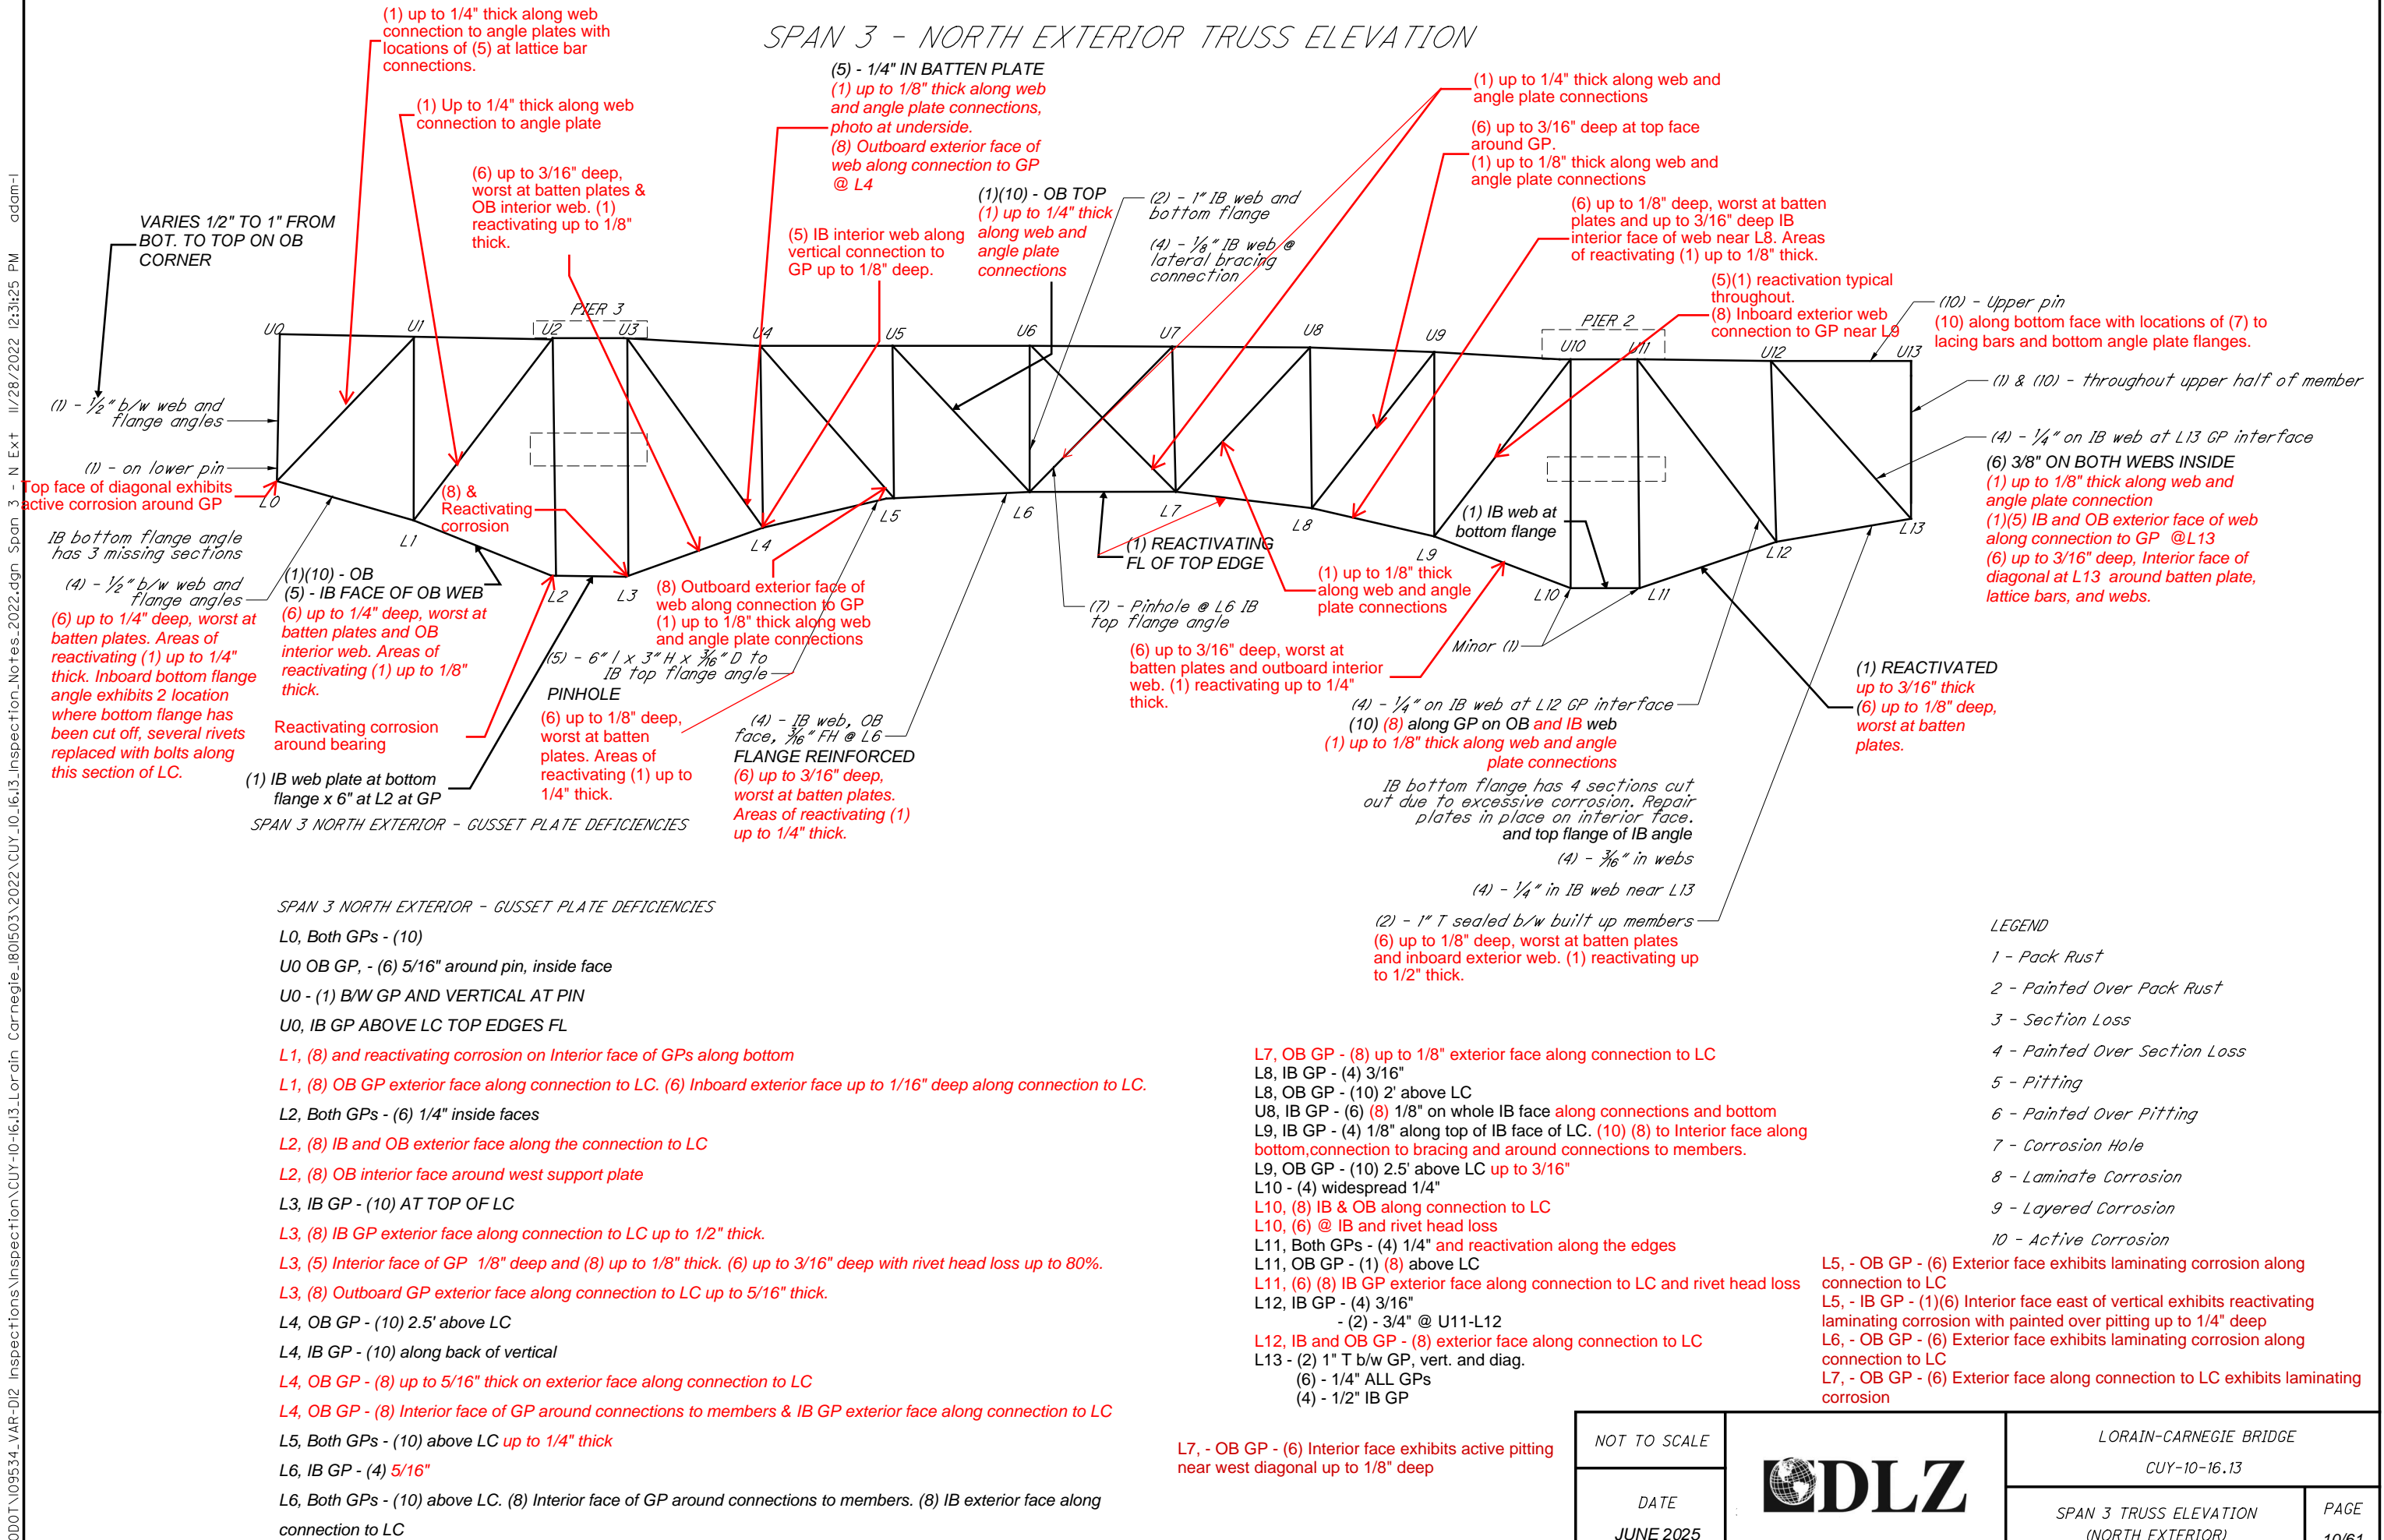 SPAN 3 - NORTH EXTERIOR TRUSS ELEVATION
(1) up to 1/4" thick along web
connection to angle plates with
locations of (5) at lattice bar
connections.
(1) Up to 1/4" thick along web
connection to angle plate
(6) up to 3/16" deep,
worst at batten plates &
OB interior web. (1)
reactivating up to 1/8"
thick.
(5) - 1/4" IN BATTEN PLATE
(1) up to 1/8" thick along web
and angle plate connections,
photo at underside.
(8) Outboard exterior face of
web along connection to GP
@ L4
(5) IB interior web along
vertical connection to
GP up to 1/8" deep.
(1)(10) - OB TOP
(1) up to 1/4" thick
along web and
angle plate
connections
(2) - 1" IB web and
bottom flange
(4) - 1/8" IB web @
lateral bracing
connection
(1) up to 1/4" thick along web and
angle plate connections
(6) up to 3/16" deep at top face
around GP.
(1) up to 1/8" thick along web and
angle plate connections
(6) up to 1/8" deep, worst at batten
plates and up to 3/16" deep IB
interior face of web near L8. Areas
of reactivating (1) up to 1/8" thick.
(5)(1) reactivation typical
throughout.
(8) Inboard exterior web
connection to GP near L9
(10) - Upper pin
(10) along bottom face with locations of (7) to
lacing bars and bottom angle plate flanges.
VARIES 1/2" TO 1" FROM
BOT. TO TOP ON OB
CORNER
PIER 3
PIER 2
U0
U1
U2
U3
U4
U5
U6
U7
U8
U9
U10
U11
U12
U13
(1) - 1/2" b/w web and
flange angles
(1) - on lower pin
Top face of diagonal exhibits
active corrosion around GP
(1) & (10) - throughout upper half of member
(4) - 1/4" on IB web at L13 GP interface
(6) 3/8" ON BOTH WEBS INSIDE
(1) up to 1/8" thick along web and
angle plate connection
(1)(5) IB and OB exterior face of web
along connection to GP @L13
(6) up to 3/16" deep, Interior face of
diagonal at L13 around batten plate,
lattice bars, and webs.
(8) &
Reactivating
corrosion
L0
L1
L2
L3
L4
L5
L6
L7
L8
L9
L10
L11
L12
L13
IB bottom flange angle
has 3 missing sections
(4) - 1/2" b/w web and
flange angles
(6) up to 1/4" deep, worst at
batten plates. Areas of
reactivating (1) up to 1/4"
thick. Inboard bottom flange
angle exhibits 2 location
where bottom flange has
been cut off, several rivets
replaced with bolts along
this section of LC.
(1)(10) - OB
(5) - IB FACE OF OB WEB
(6) up to 1/4" deep, worst at
batten plates and OB
interior web. Areas of
reactivating (1) up to 1/8"
thick.
Reactivating corrosion
around bearing
(1) IB web plate at bottom
flange x 6" at L2 at GP
(8) Outboard exterior face of
web along connection to GP
(1) up to 1/8" thick along web
and angle plate connections
(5) - 6" l x 3" H x 3/16" D to
IB top flange angle
PINHOLE
(6) up to 1/8" deep,
worst at batten
plates. Areas of
reactivating (1) up to
1/4" thick.
(4) - IB web, OB
face, 3/16" FH @ L6
FLANGE REINFORCED
(6) up to 3/16" deep,
worst at batten plates.
Areas of reactivating (1)
up to 1/4" thick.
(1) REACTIVATING
FL OF TOP EDGE
(7) - Pinhole @ L6 IB
top flange angle
(1) up to 1/8" thick
along web and angle
plate connections
(6) up to 3/16" deep, worst at
batten plates and outboard interior
web. (1) reactivating up to 1/4"
thick.
(1) IB web at
bottom flange
Minor (1)
(4) - 1/4" on IB web at L12 GP interface
(10) (8) along GP on OB and IB web
(1) up to 1/8" thick along web and angle
plate connections
(1) REACTIVATED
up to 3/16" thick
(6) up to 1/8" deep,
worst at batten
plates.
IB bottom flange has 4 sections cut
out due to excessive corrosion. Repair
plates in place on interior face.
and top flange of IB angle
(4) - 3/16" in webs
(4) - 1/4" in IB web near L13
(2) - 1" T sealed b/w built up members
(6) up to 1/8" deep, worst at batten plates
and inboard exterior web. (1) reactivating up
to 1/2" thick.
SPAN 3 NORTH EXTERIOR - GUSSET PLATE DEFICIENCIES
SPAN 3 NORTH EXTERIOR - GUSSET PLATE DEFICIENCIES
L0, Both GPs - (10)
U0 OB GP, - (6) 5/16" around pin, inside face
U0 - (1) B/W GP AND VERTICAL AT PIN
U0, IB GP ABOVE LC TOP EDGES FL
L1, (8) and reactivating corrosion on Interior face of GPs along bottom
L1, (8) OB GP exterior face along connection to LC. (6) Inboard exterior face up to 1/16" deep along connection to LC.
L2, Both GPs - (6) 1/4" inside faces
L2, (8) IB and OB exterior face along the connection to LC
L2, (8) OB interior face around west support plate
L3, IB GP - (10) AT TOP OF LC
L3, (8) IB GP exterior face along connection to LC up to 1/2" thick.
L3, (5) Interior face of GP 1/8" deep and (8) up to 1/8" thick. (6) up to 3/16" deep with rivet head loss up to 80%.
L3, (8) Outboard GP exterior face along connection to LC up to 5/16" thick.
L4, OB GP - (10) 2.5' above LC
L4, IB GP - (10) along back of vertical
L4, OB GP - (8) up to 5/16" thick on exterior face along connection to LC
L4, OB GP - (8) Interior face of GP around connections to members & IB GP exterior face along connection to LC
L5, Both GPs - (10) above LC up to 1/4" thick
L6, IB GP - (4) 5/16"
L6, Both GPs - (10) above LC. (8) Interior face of GP around connections to members. (8) IB exterior face along
connection to LC
L7, OB GP - (8) up to 1/8" exterior face along connection to LC
L8, IB GP - (4) 3/16"
L8, OB GP - (10) 2' above LC
U8, IB GP - (6) (8) 1/8" on whole IB face along connections and bottom
L9, IB GP - (4) 1/8" along top of IB face of LC. (10) (8) to Interior face along
bottom,connection to bracing and around connections to members.
L9, OB GP - (10) 2.5' above LC up to 3/16"
L10 - (4) widespread 1/4"
L10, (8) IB & OB along connection to LC
L10, (6) @ IB and rivet head loss
L11, Both GPs - (4) 1/4" and reactivation along the edges
L11, OB GP - (1) (8) above LC
L11, (6) (8) IB GP exterior face along connection to LC and rivet head loss
L12, IB GP - (4) 3/16"
- (2) - 3/4" @ U11-L12
L12, IB and OB GP - (8) exterior face along connection to LC
L13 - (2) 1" T b/w GP, vert. and diag.
(6) - 1/4" ALL GPs
(4) - 1/2" IB GP
L7, - OB GP - (6) Interior face exhibits active pitting
near west diagonal up to 1/8" deep
LEGEND
1 - Pack Rust
2 - Painted Over Pack Rust
3 - Section Loss
4 - Painted Over Section Loss
5 - Pitting
6 - Painted Over Pitting
7 - Corrosion Hole
8 - Laminate Corrosion
9 - Layered Corrosion
10 - Active Corrosion
L5, - OB GP - (6) Exterior face exhibits laminating corrosion along
connection to LC
L5, - IB GP - (1)(6) Interior face east of vertical exhibits reactivating
laminating corrosion with painted over pitting up to 1/4" deep
L6, - OB GP - (6) Exterior face exhibits laminating corrosion along
connection to LC
L7, - OB GP - (6) Exterior face along connection to LC exhibits laminating
corrosion
NOT TO SCALE
DATE
JUNE 2025
DLZ
LORAIN-CARNEGIE BRIDGE
CUY-10-16.13
SPAN 3 TRUSS ELEVATION
(NORTH EXTERIOR)
PAGE
10/61
ODOT\109534_VAR-D12 Inspections\Inspection\CUY-10-16.13_Lorain Carnegie_1801503\2022\CUY_10_16.13_Inspection_Notes_2022.dgn Span 3 - N Ext 11/28/2022 12:31:25 PM adam-l